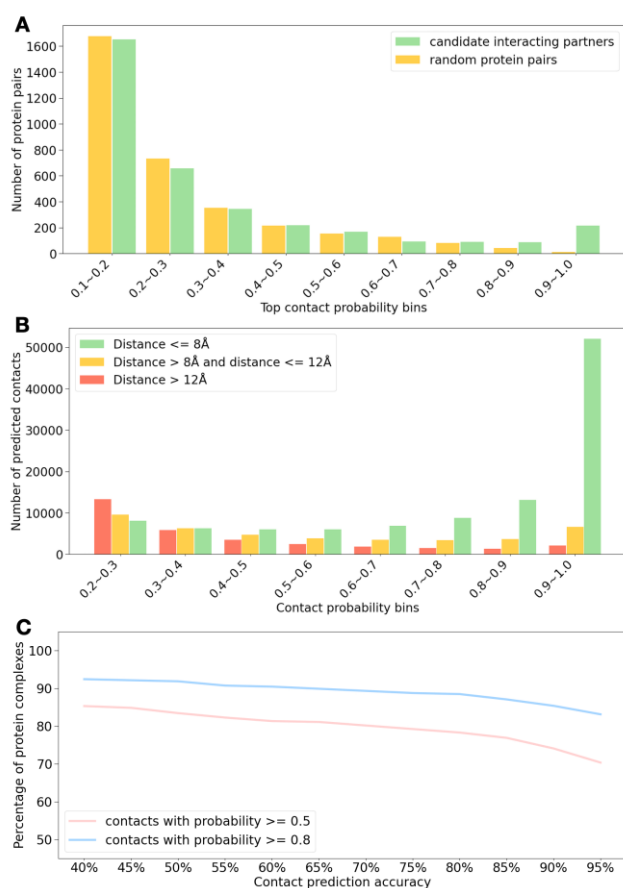 A
1600
1400
1200
1000
800
600
400
200
0
Number of protein pairs
candidate interacting partners
random protein pairs
0.1~0.2
0.2~0.3
0.3~0.4
0.4~0.5
0.5~0.6
0.6~0.7
0.7~0.8
0.8~0.9
0.9~1.0
Top contact probability bins
B
50000
40000
30000
20000
10000
0
Number of predicted contacts
Distance <= 8Å
Distance > 8Å and distance <= 12Å
Distance > 12Å
0.2~0.3
0.3~0.4
0.4~0.5
0.5~0.6
0.6~0.7
0.7~0.8
0.8~0.9
0.9~1.0
Contact probability bins
C
100
90
80
70
60
50
Percentage of protein complexes
contacts with probability >= 0.5
contacts with probability >= 0.8
40% 45% 50% 55% 60% 65% 70% 75% 80% 85% 90% 95%
Contact prediction accuracy